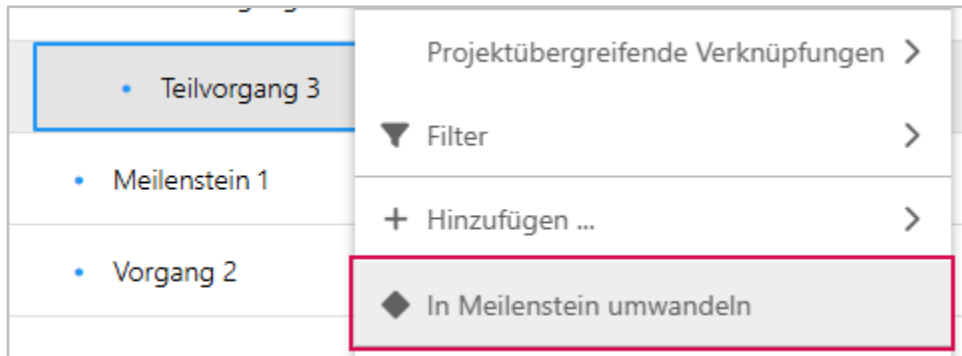 Projektübergreifende Verknüpfungen
Teilvorgang 3
Filter
Meilenstein 1
Hinzufügen ...
Vorgang 2
In Meilenstein umwandeln